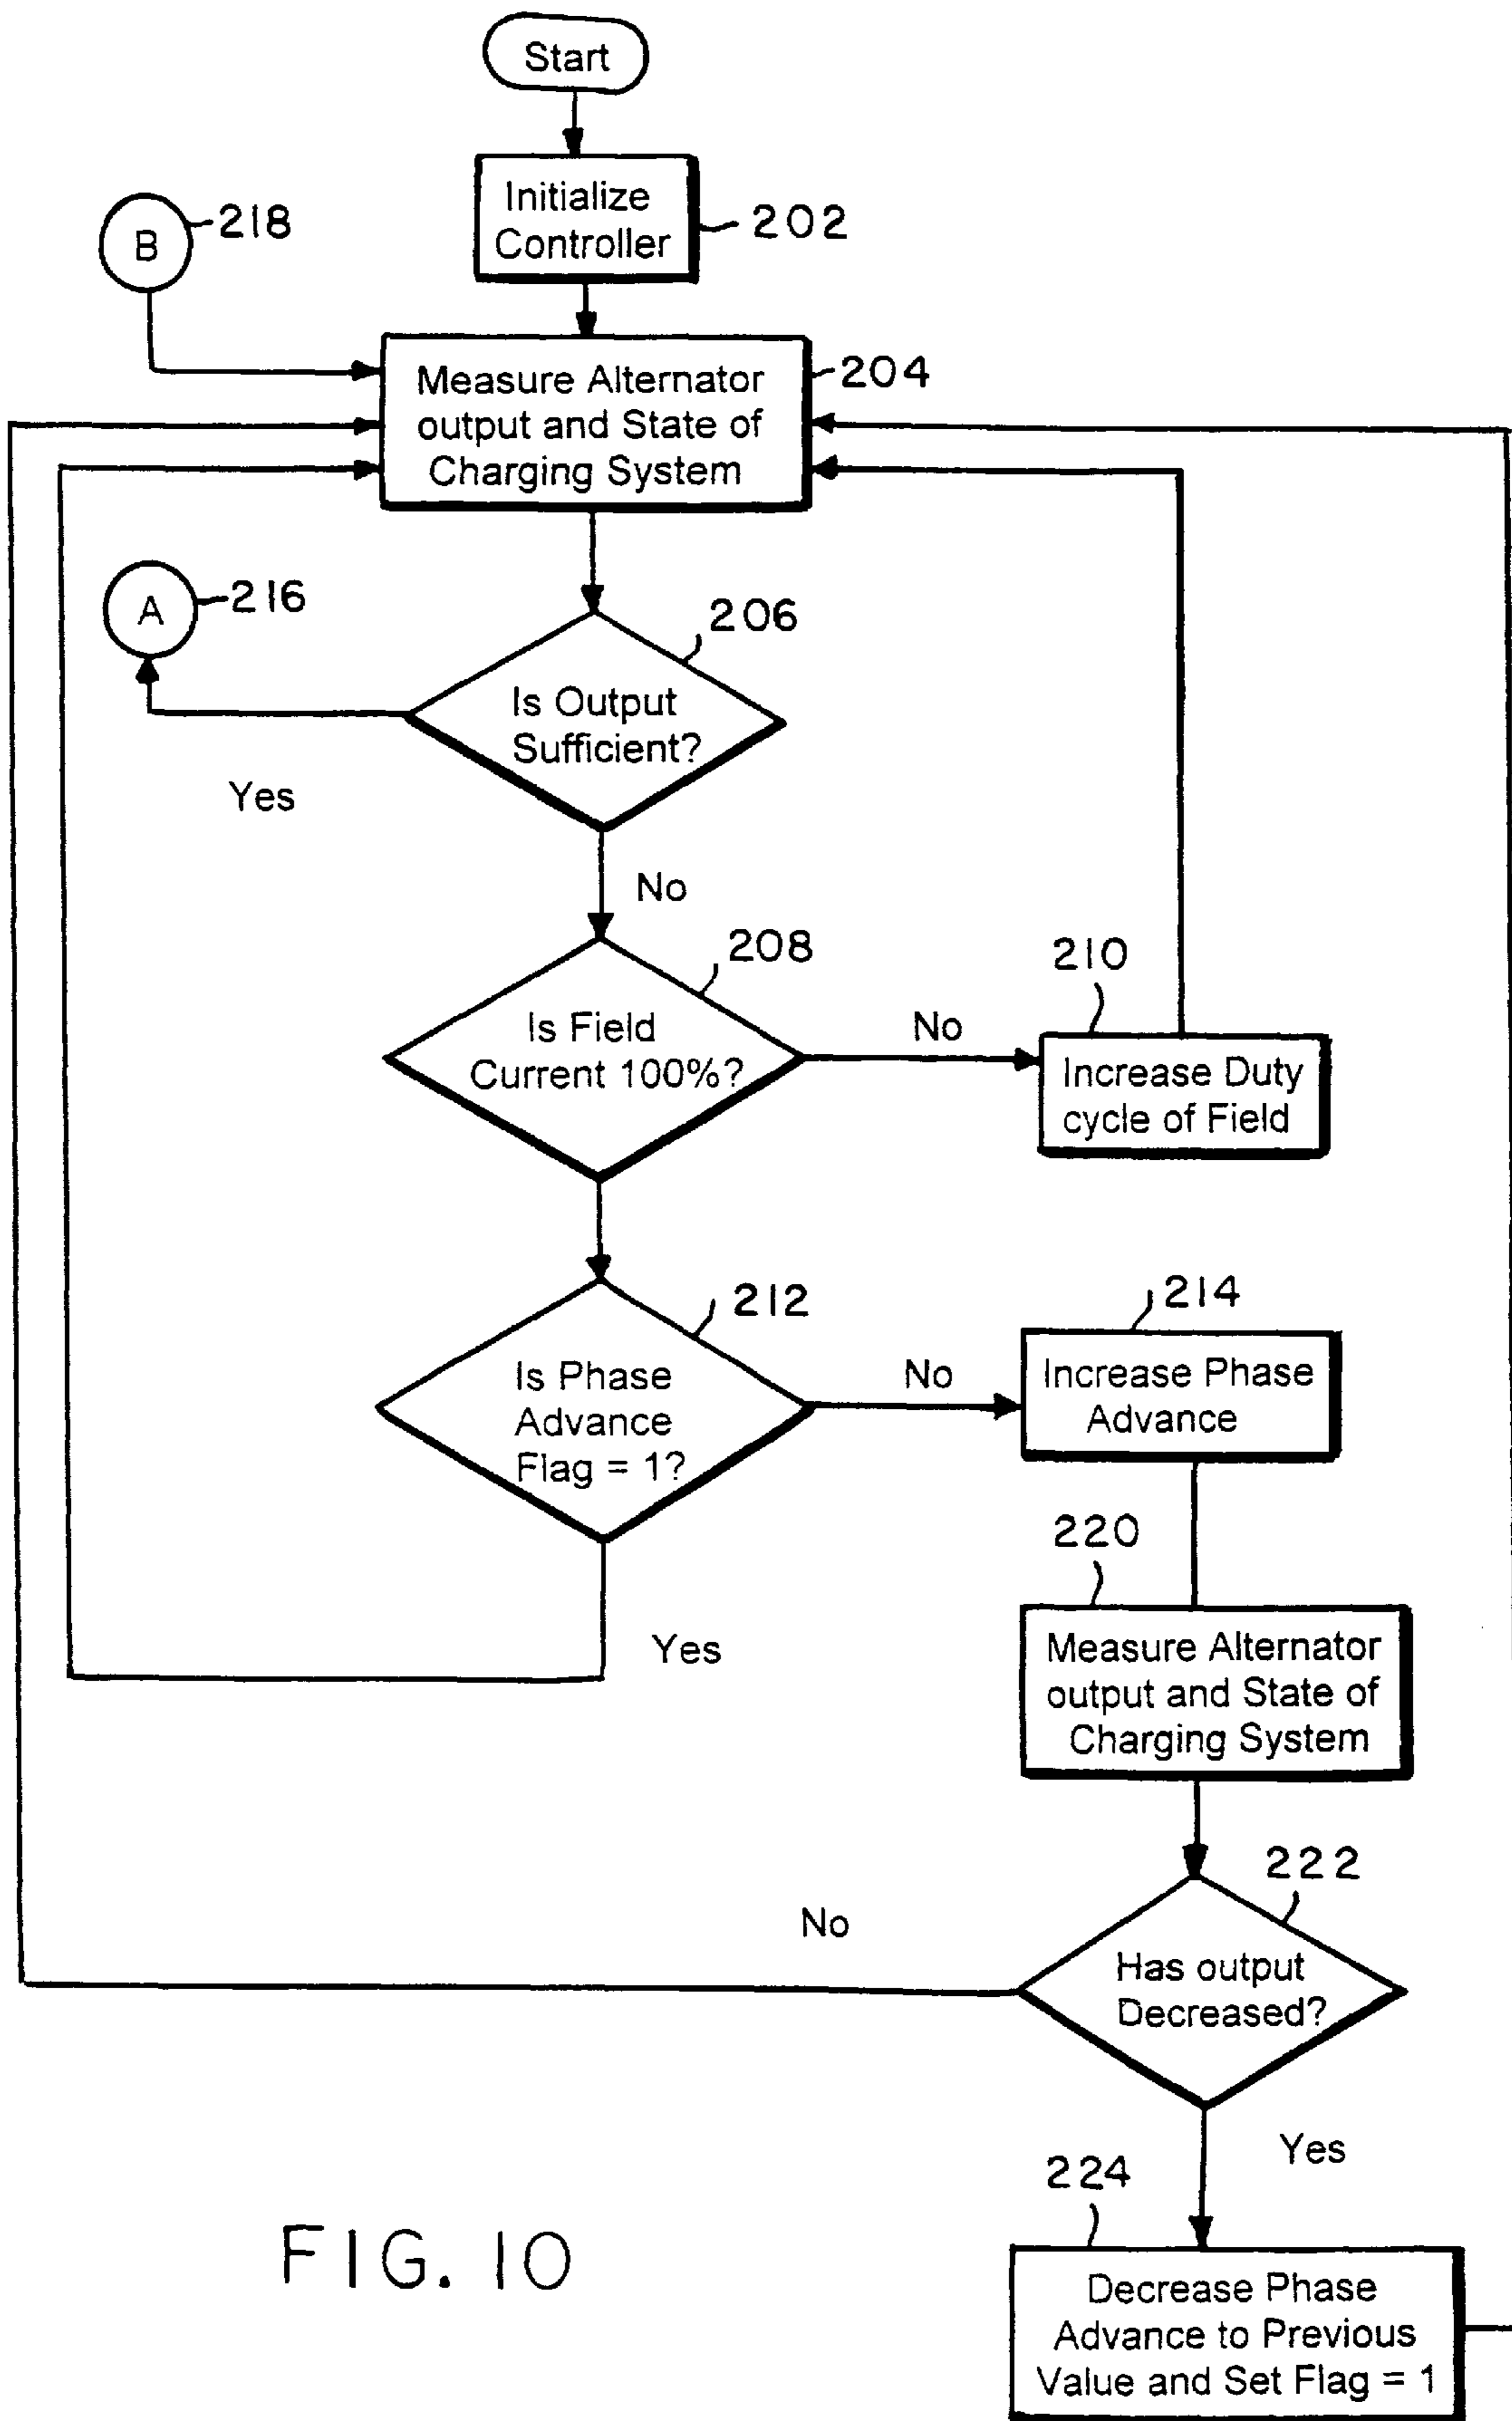 Start
Initialize
Controller
202
B
218
Measure Alternator
output and State of
Charging System
204
A
216
206
Is Output
Sufficient?
Yes
No
208
Is Field
Current 100%?
No
210
Increase Duty
cycle of Field
212
Is Phase
Advance
Flag = 1?
No
214
Increase Phase
Advance
Yes
220
Measure Alternator
output and State of
Charging System
222
Has output
Decreased?
No
Yes
224
Decrease Phase
Advance to Previous
Value and Set Flag = 1
FIG. 10